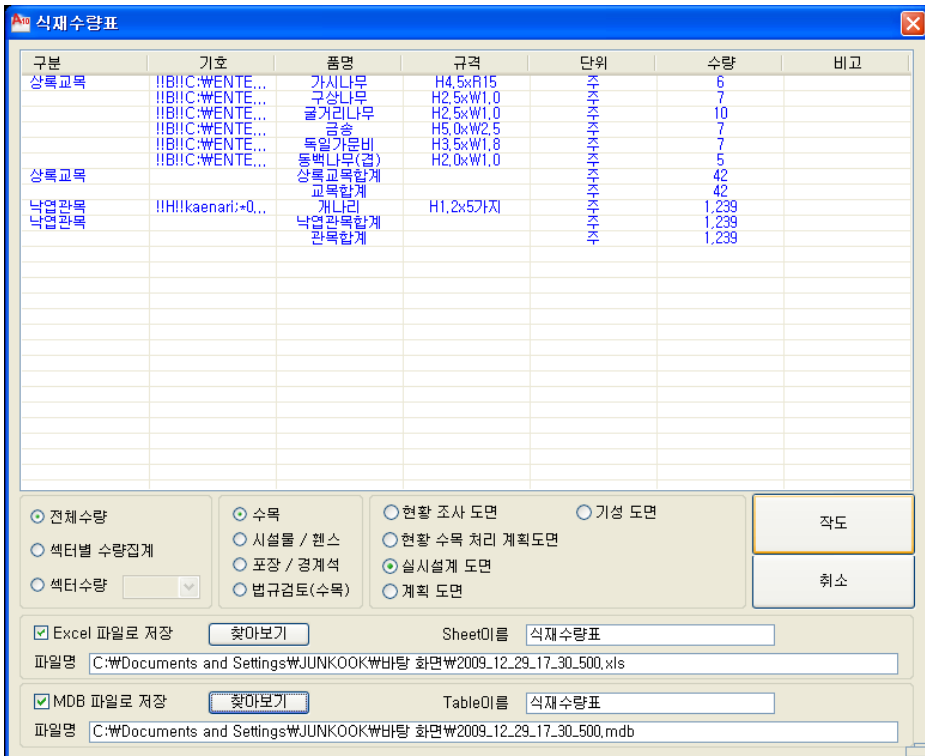 A10 식재수량표
구분 기호 품명 규격 단위 수량 비고
상록교목 !!B!!C:₩ENTE... 가시나무 H4.5xR15 주 6
!!B!!C:₩ENTE... 구상나무 H2.5xW1.0 주 7
!!B!!C:₩ENTE... 굴거리나무 H2.5xW1.0 주 10
!!B!!C:₩ENTE... 금송 H5.0xW2.5 주 7
!!B!!C:₩ENTE... 독일가문비 H3.5xW1.8 주 7
!!B!!C:₩ENTE... 동백나무(겹) H2.0xW1.0 주 5
상록교목 상록교목합계 주 42
교목합계 주 42
낙엽관목 !!H!!kaenari;*0... 개나리 H1.2x5가지 주 1,239
낙엽관목 낙엽관목합계 주 1,239
관목합계 주 1,239
전체수량
섹터별 수량집계
섹터수량
수목
시설물 / 휀스
포장 / 경계석
법규검토(수목)
현황 조사 도면 기성 도면
현황 수목 처리 계획도면
실시설계 도면
계획 도면
작도
취소
Excel 파일로 저장 찾아보기 Sheet이름 식재수량표
파일명 C:₩Documents and Settings₩JUNKOOK₩바탕 화면₩2009_12_29_17_30_500.xls
MDB 파일로 저장 찾아보기 Table이름 식재수량표
파일명 C:₩Documents and Settings₩JUNKOOK₩바탕 화면₩2009_12_29_17_30_500.mdb